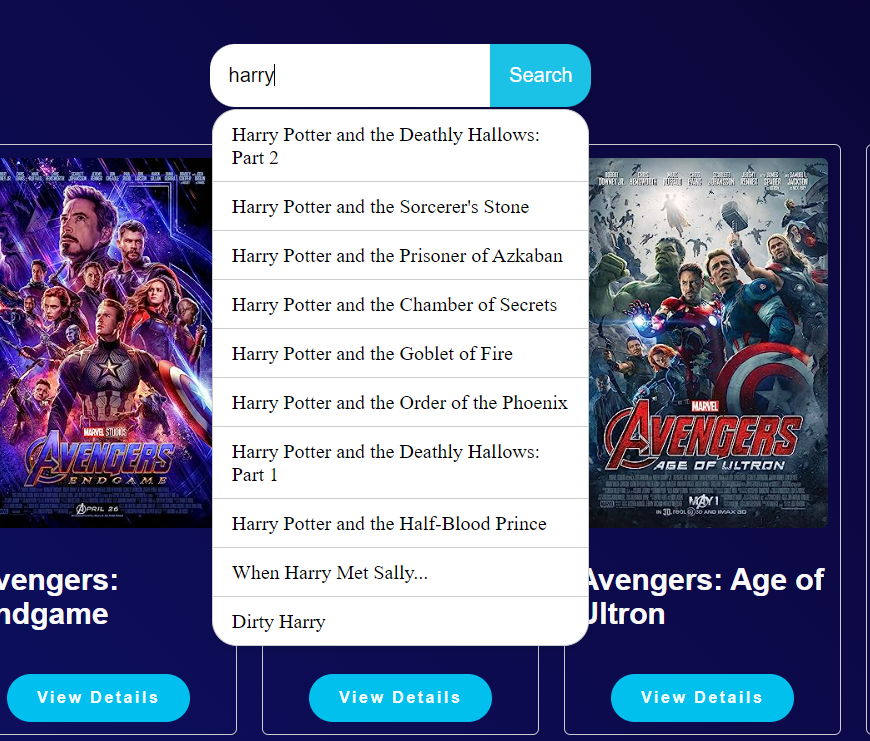 harry
Search
Harry Potter and the Deathly Hallows:
Part 2
Harry Potter and the Sorcerer's Stone
Harry Potter and the Prisoner of Azkaban
Harry Potter and the Chamber of Secrets
Harry Potter and the Goblet of Fire
Harry Potter and the Order of the Phoenix
Harry Potter and the Deathly Hallows:
Part 1
Harry Potter and the Half-Blood Prince
When Harry Met Sally...
Dirty Harry
MARVEL STUDIOS
AVENGERS
ENDGAME
APRIL 26
vengers:
ndgame
View Details
View Details
MARVEL
AVENGERS
AGE OF ULTRON
MAY 1
Avengers: Age of
Ultron
View Details